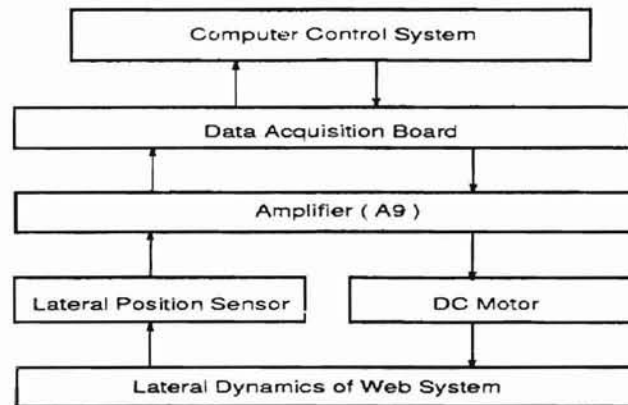 Computer Control System
Data Acquisition Board
Amplifier ( A9 )
Lateral Position Sensor
DC Motor
Lateral Dynamics of Web System